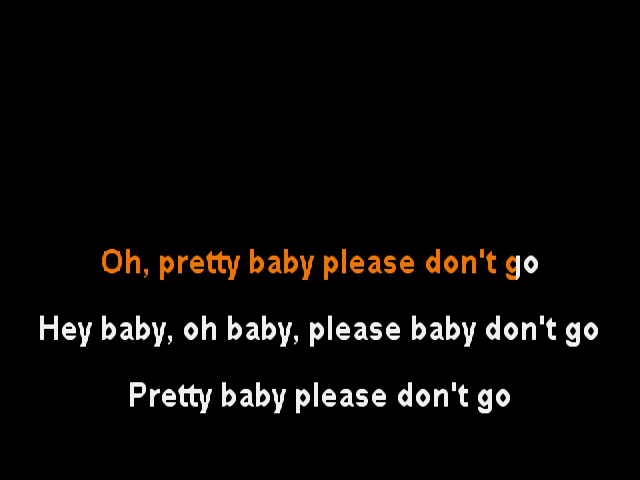 Oh, pretty baby please don't go
Hey baby, oh baby, please baby don't go
Pretty baby please don't go